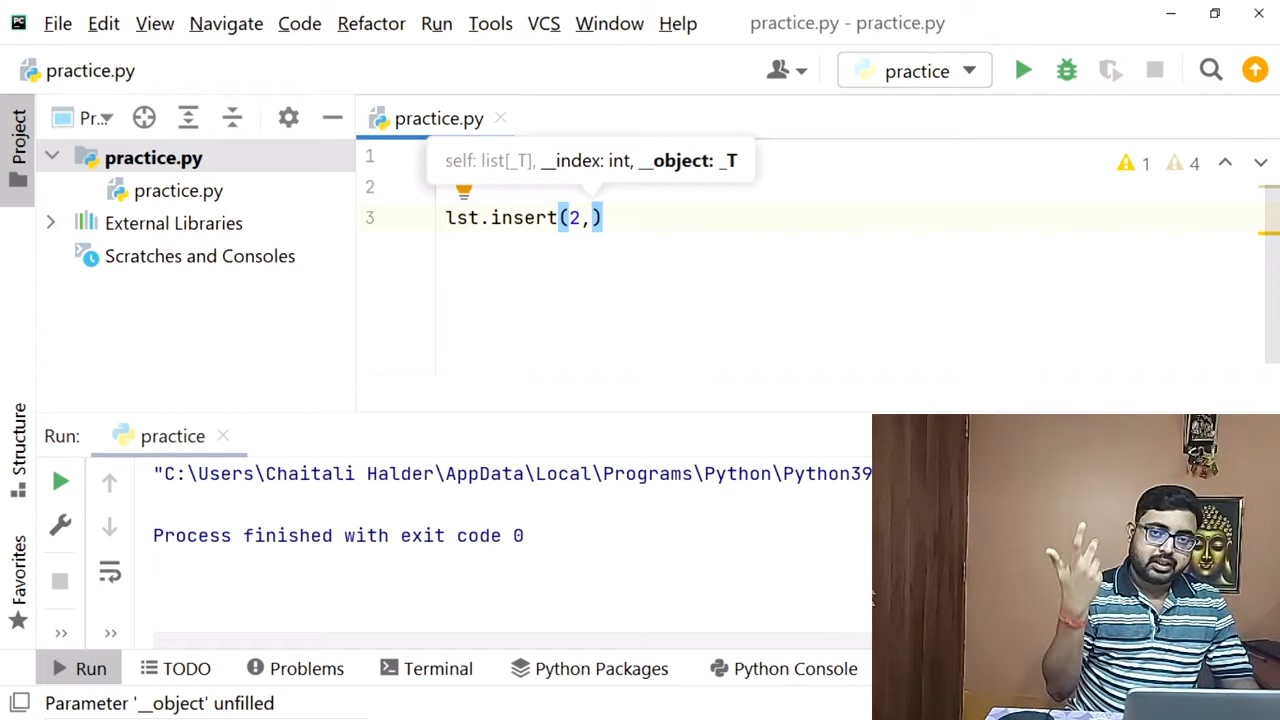 File Edit View Navigate Code Refactor Run Tools VCS Window Help practice.py - practice.py
practice.py practice
Project
Pr...
practice.py
practice.py
practice.py
External Libraries
Scratches and Consoles
1
self: list[_T], __index: int, __object: _T
1 4
2
3 lst.insert(2,)
Structure
Favorites
Run: practice
"C:\Users\Chaitali Halder\AppData\Local\Programs\Python\Python39
Process finished with exit code 0
Run TODO Problems Terminal Python Packages Python Console
Parameter '__object' unfilled